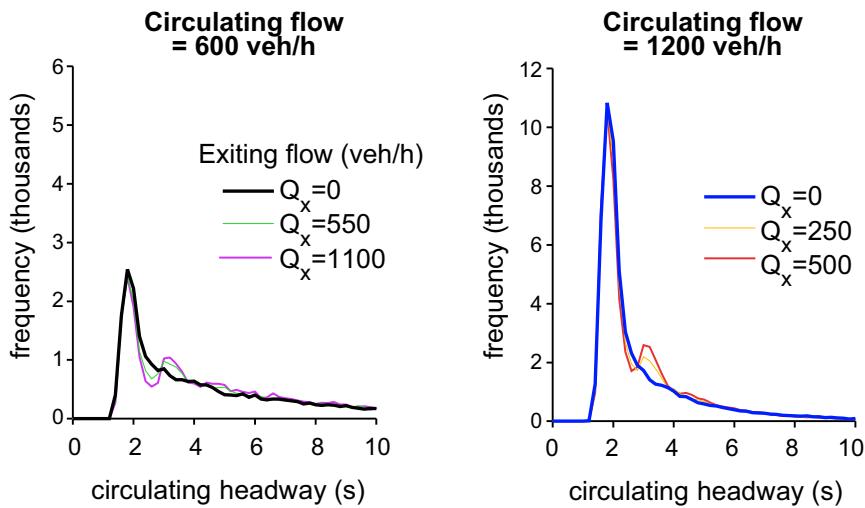 Circulating flow
= 600 veh/h
frequency (thousands)
6
5
4
3
2
1
0
0 2 4 6 8 10
circulating headway (s)
Exiting flow (veh/h)
Qx=0
Qx=550
Qx=1100
Circulating flow
= 1200 veh/h
frequency (thousands)
12
10
8
6
4
2
0
0 2 4 6 8 10
circulating headway (s)
Qx=0
Qx=250
Qx=500